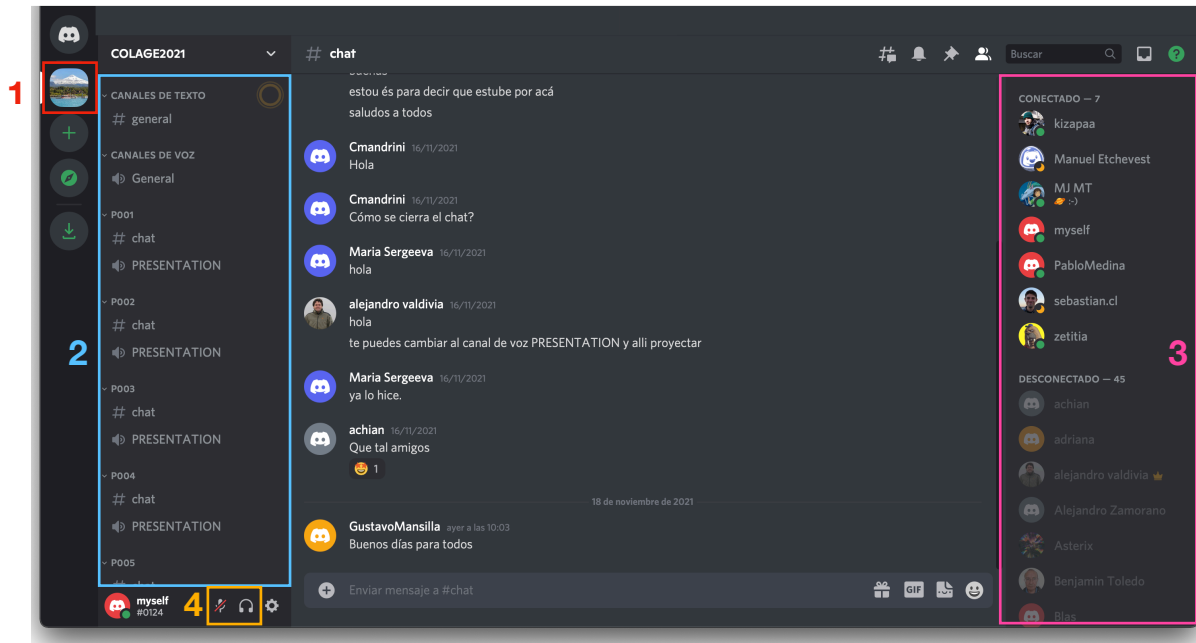 COLAGE2021
# chat
Buscar
1
CANALES DE TEXTO
# general
CANALES DE VOZ
General
P001
# chat
PRESENTATION
P002
# chat
2
PRESENTATION
P003
# chat
PRESENTATION
P004
# chat
PRESENTATION
P005
# chat
myself
#0124
4
buenas
estou és para decir que estube por acá
saludos a todos
Cmandrini 16/11/2021
Hola
Cmandrini 16/11/2021
Cómo se cierra el chat?
Maria Sergeeva 16/11/2021
hola
alejandro valdivia 16/11/2021
hola
te puedes cambiar al canal de voz PRESENTATION y alli proyectar
Maria Sergeeva 16/11/2021
ya lo hice.
achian 16/11/2021
Que tal amigos
1
18 de noviembre de 2021
GustavoMansilla ayer a las 10:03
Buenos días para todos
Enviar mensaje a #chat
GIF
CONECTADO — 7
kizapaa
Manuel Etchevest
MJ MT
:-)
myself
PabloMedina
sebastian.cl
zetitia
3
DESCONECTADO — 45
achian
adriana
alejandro valdivia
Alejandro Zamorano
Asterix
Benjamin Toledo
Blas